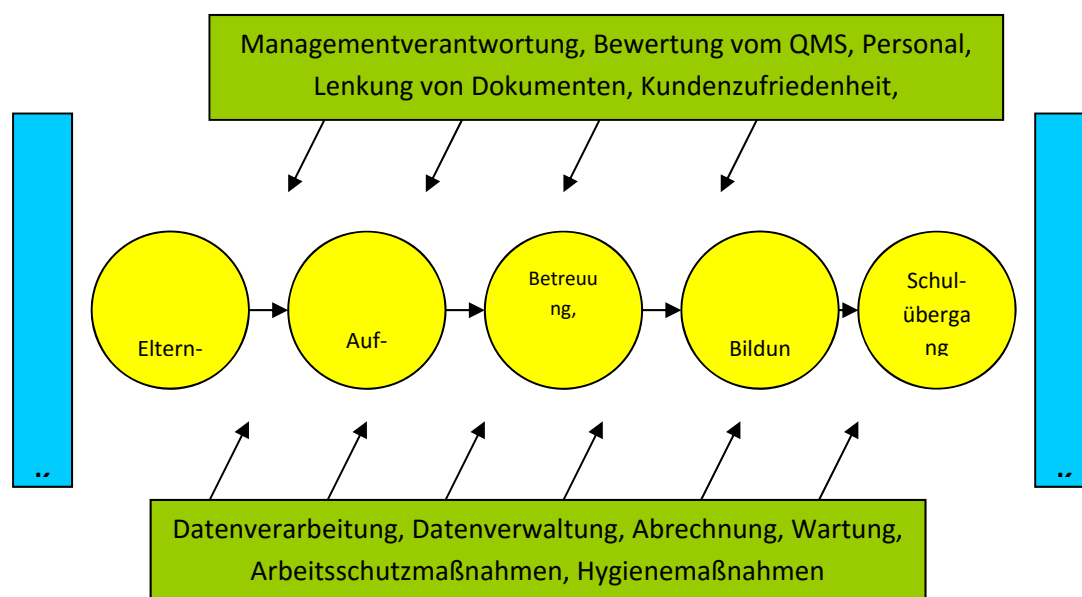 Managementverantwortung, Bewertung vom QMS, Personal,
Lenkung von Dokumenten, Kundenzufriedenheit,
Eltern-
Auf-
Betreuu
ng,
Bildun
Schul-
überga
ng
Datenverarbeitung, Datenverwaltung, Abrechnung, Wartung,
Arbeitsschutzmaßnahmen, Hygienemaßnahmen